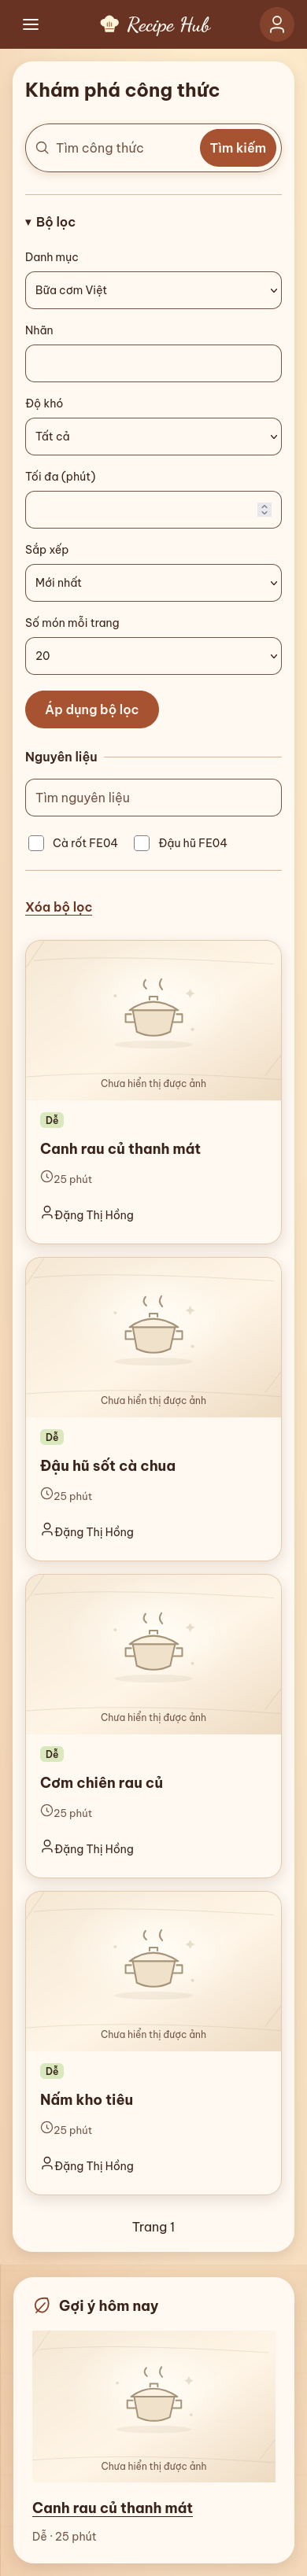 Recipe Hub
Khám phá công thức
Tìm công thức
Tìm kiếm
▾ Bộ lọc
Danh mục
Bữa cơm Việt
Nhãn
Độ khó
Tất cả
Tối đa (phút)
Sắp xếp
Mới nhất
Số món mỗi trang
20
Áp dụng bộ lọc
Nguyên liệu
Tìm nguyên liệu
Cà rốt FE04
Đậu hũ FE04
Xóa bộ lọc
Chưa hiển thị được ảnh
Dễ
Canh rau củ thanh mát
25 phút
Đặng Thị Hồng
Chưa hiển thị được ảnh
Dễ
Đậu hũ sốt cà chua
25 phút
Đặng Thị Hồng
Chưa hiển thị được ảnh
Dễ
Cơm chiên rau củ
25 phút
Đặng Thị Hồng
Chưa hiển thị được ảnh
Dễ
Nấm kho tiêu
25 phút
Đặng Thị Hồng
Trang 1
Gợi ý hôm nay
Chưa hiển thị được ảnh
Canh rau củ thanh mát
Dễ · 25 phút